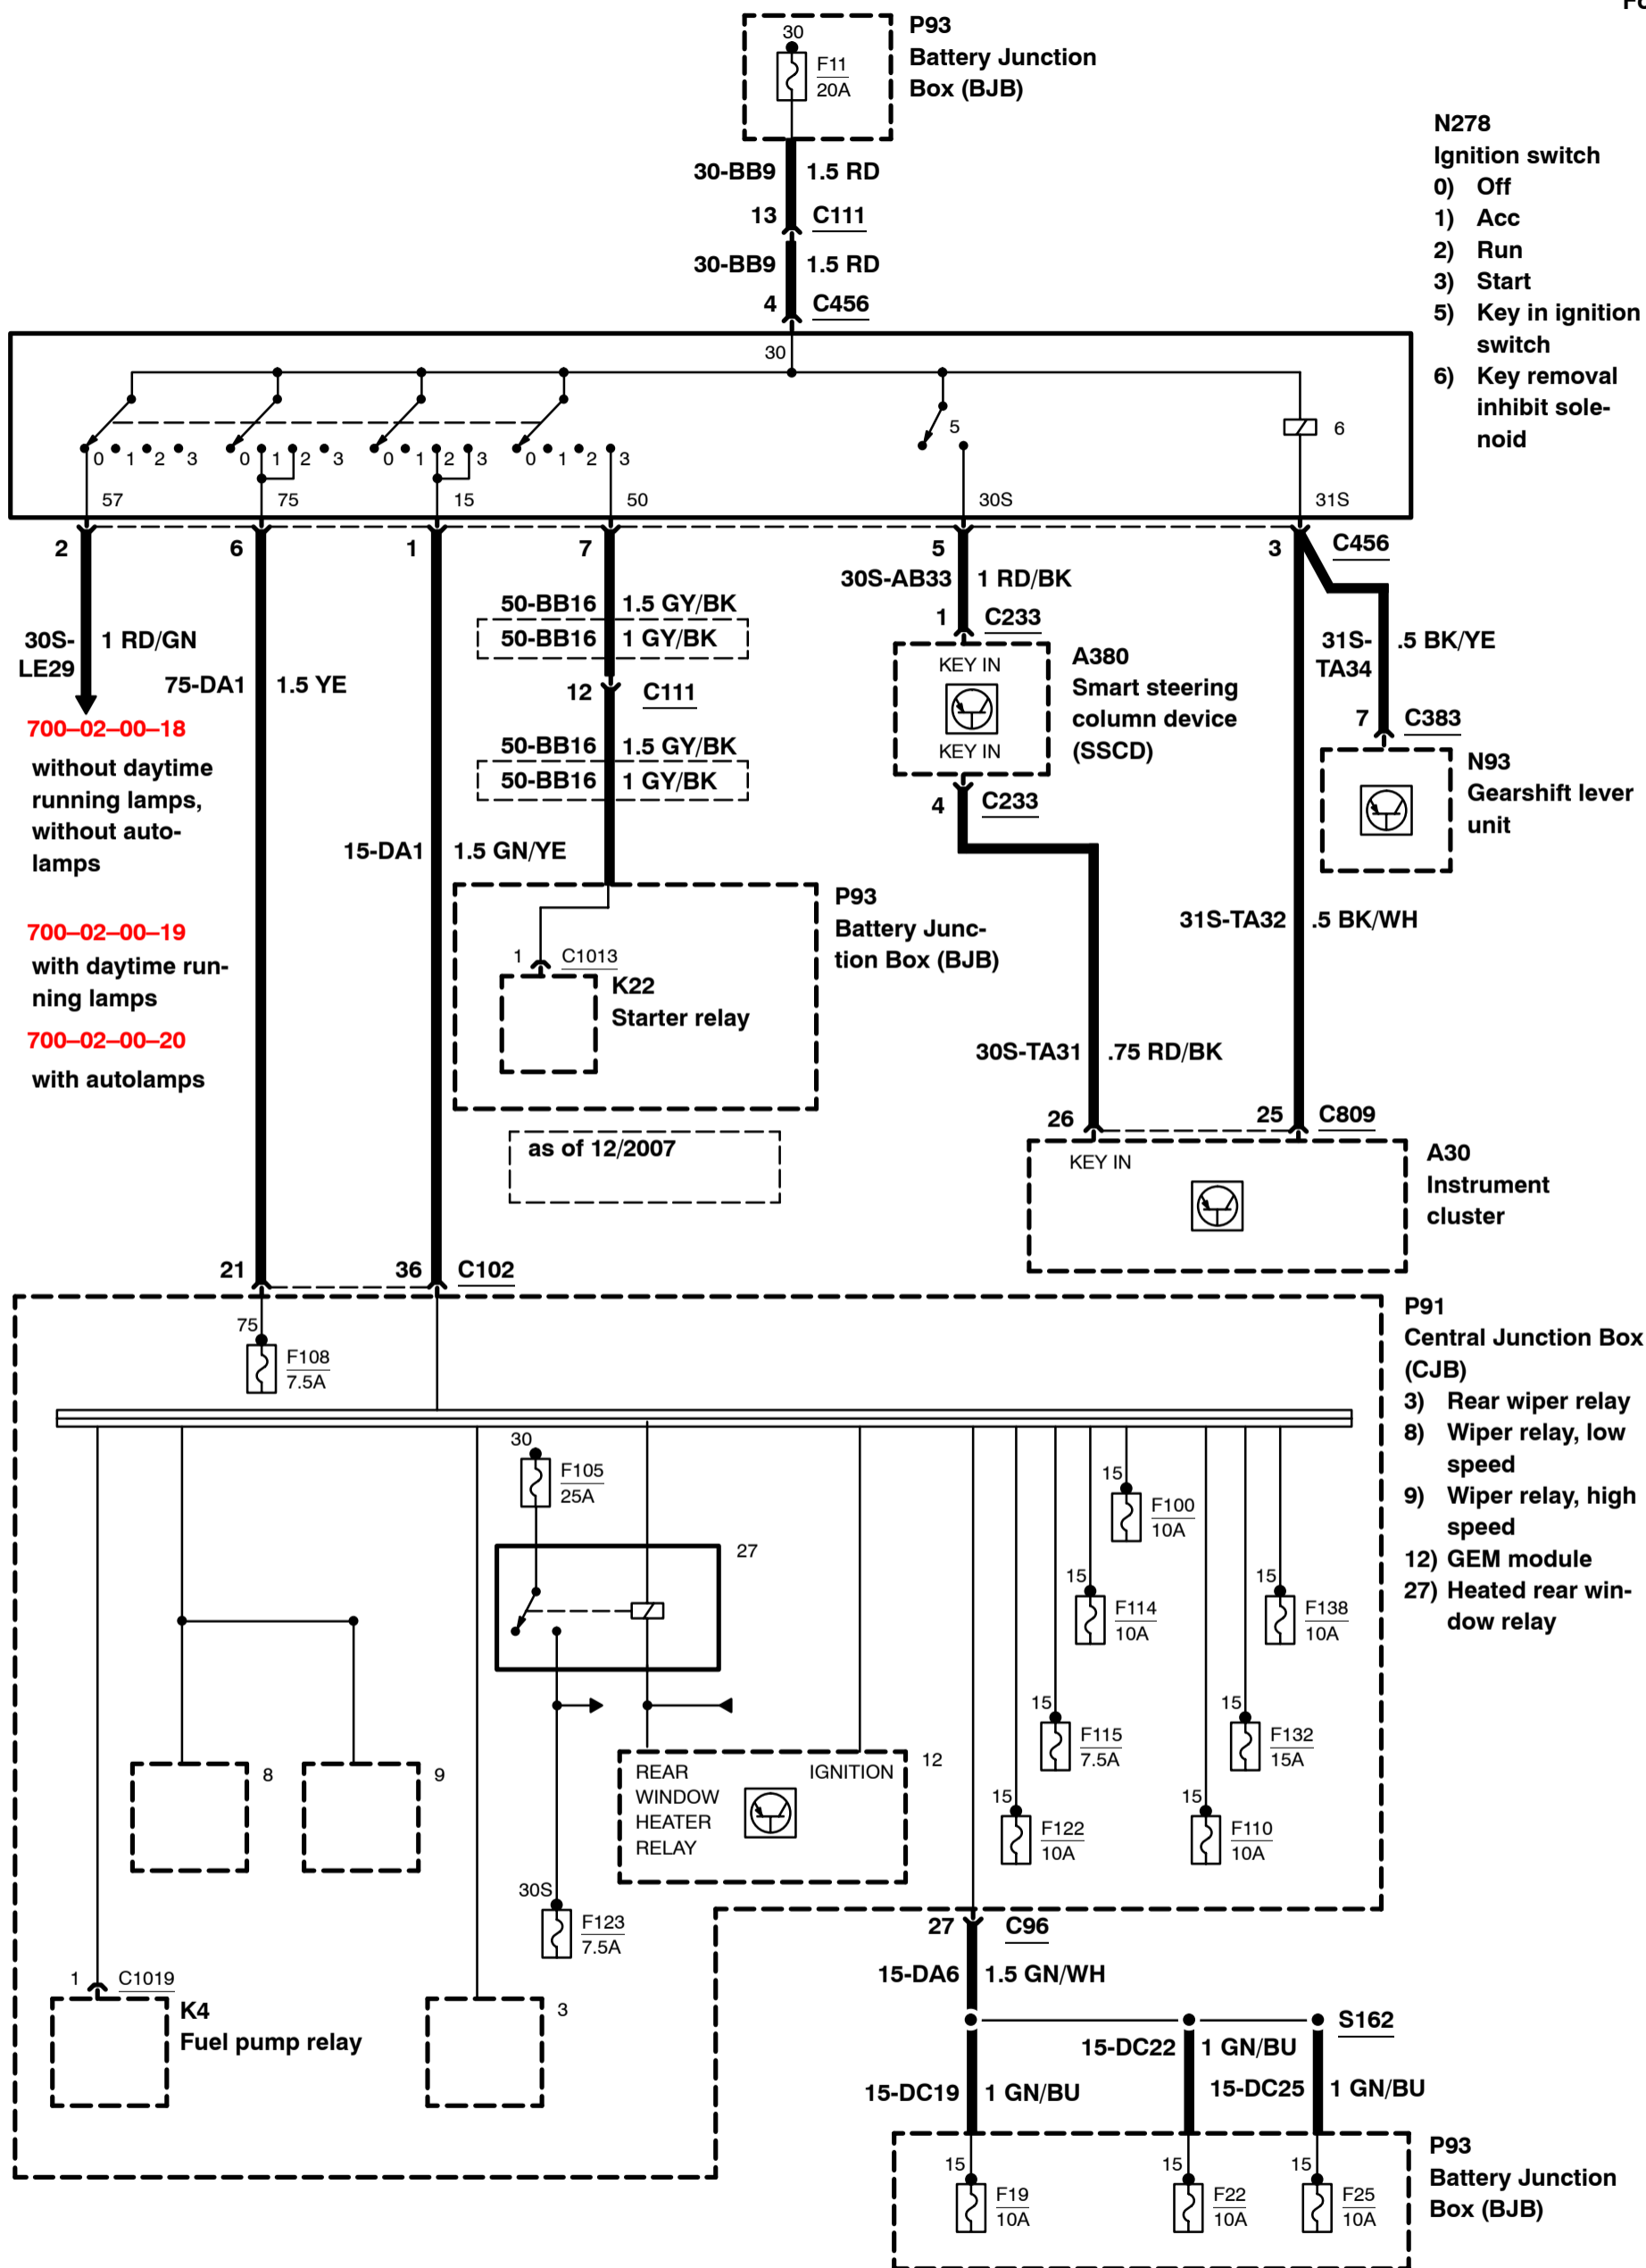 Fo
30
F11
20A
P93
Battery Junction
Box (BJB)
30-BB9 1.5 RD
13 C111
30-BB9 1.5 RD
4 C456
N278
Ignition switch
0) Off
1) Acc
2) Run
3) Start
5) Key in ignition
switch
6) Key removal
inhibit sole-
noid
30
5
6
0 1 2 3
0 1 2 3
0 1 2 3
0 1 2 3
57 75 15 50 30S 31S
2 6 1 7 5 3 C456
30S-AB33 1 RD/BK
50-BB16 1.5 GY/BK
50-BB16 1 GY/BK
1 C233
30S-
LE29
1 RD/GN
75-DA1 1.5 YE
12 C111
KEY IN
KEY IN
A380
Smart steering
column device
(SSCD)
31S-
TA34
.5 BK/YE
7 C383
N93
Gearshift lever
unit
700–02–00–18
without daytime
running lamps,
without auto-
lamps
50-BB16 1.5 GY/BK
50-BB16 1 GY/BK
4 C233
15-DA1 1.5 GN/YE
700–02–00–19
with daytime run-
ning lamps
700–02–00–20
with autolamps
P93
Battery Junc-
tion Box (BJB)
1 C1013
K22
Starter relay
31S-TA32 .5 BK/WH
30S-TA31 .75 RD/BK
as of 12/2007
26 25 C809
KEY IN
A30
Instrument
cluster
21 36 C102
P91
Central Junction Box
(CJB)
3) Rear wiper relay
8) Wiper relay, low
speed
9) Wiper relay, high
speed
12) GEM module
27) Heated rear win-
dow relay
75
F108
7.5A
30
F105
25A
27
15
F100
10A
15
F114
10A
15
F138
10A
15
F115
7.5A
15
F132
15A
15
F122
10A
15
F110
10A
8
9
REAR
WINDOW
HEATER
RELAY
IGNITION
12
30S
F123
7.5A
1 C1019
K4
Fuel pump relay
3
27 C96
15-DA6 1.5 GN/WH
S162
15-DC22 1 GN/BU
15-DC19 1 GN/BU
15-DC25 1 GN/BU
P93
Battery Junction
Box (BJB)
15
F19
10A
15
F22
10A
15
F25
10A